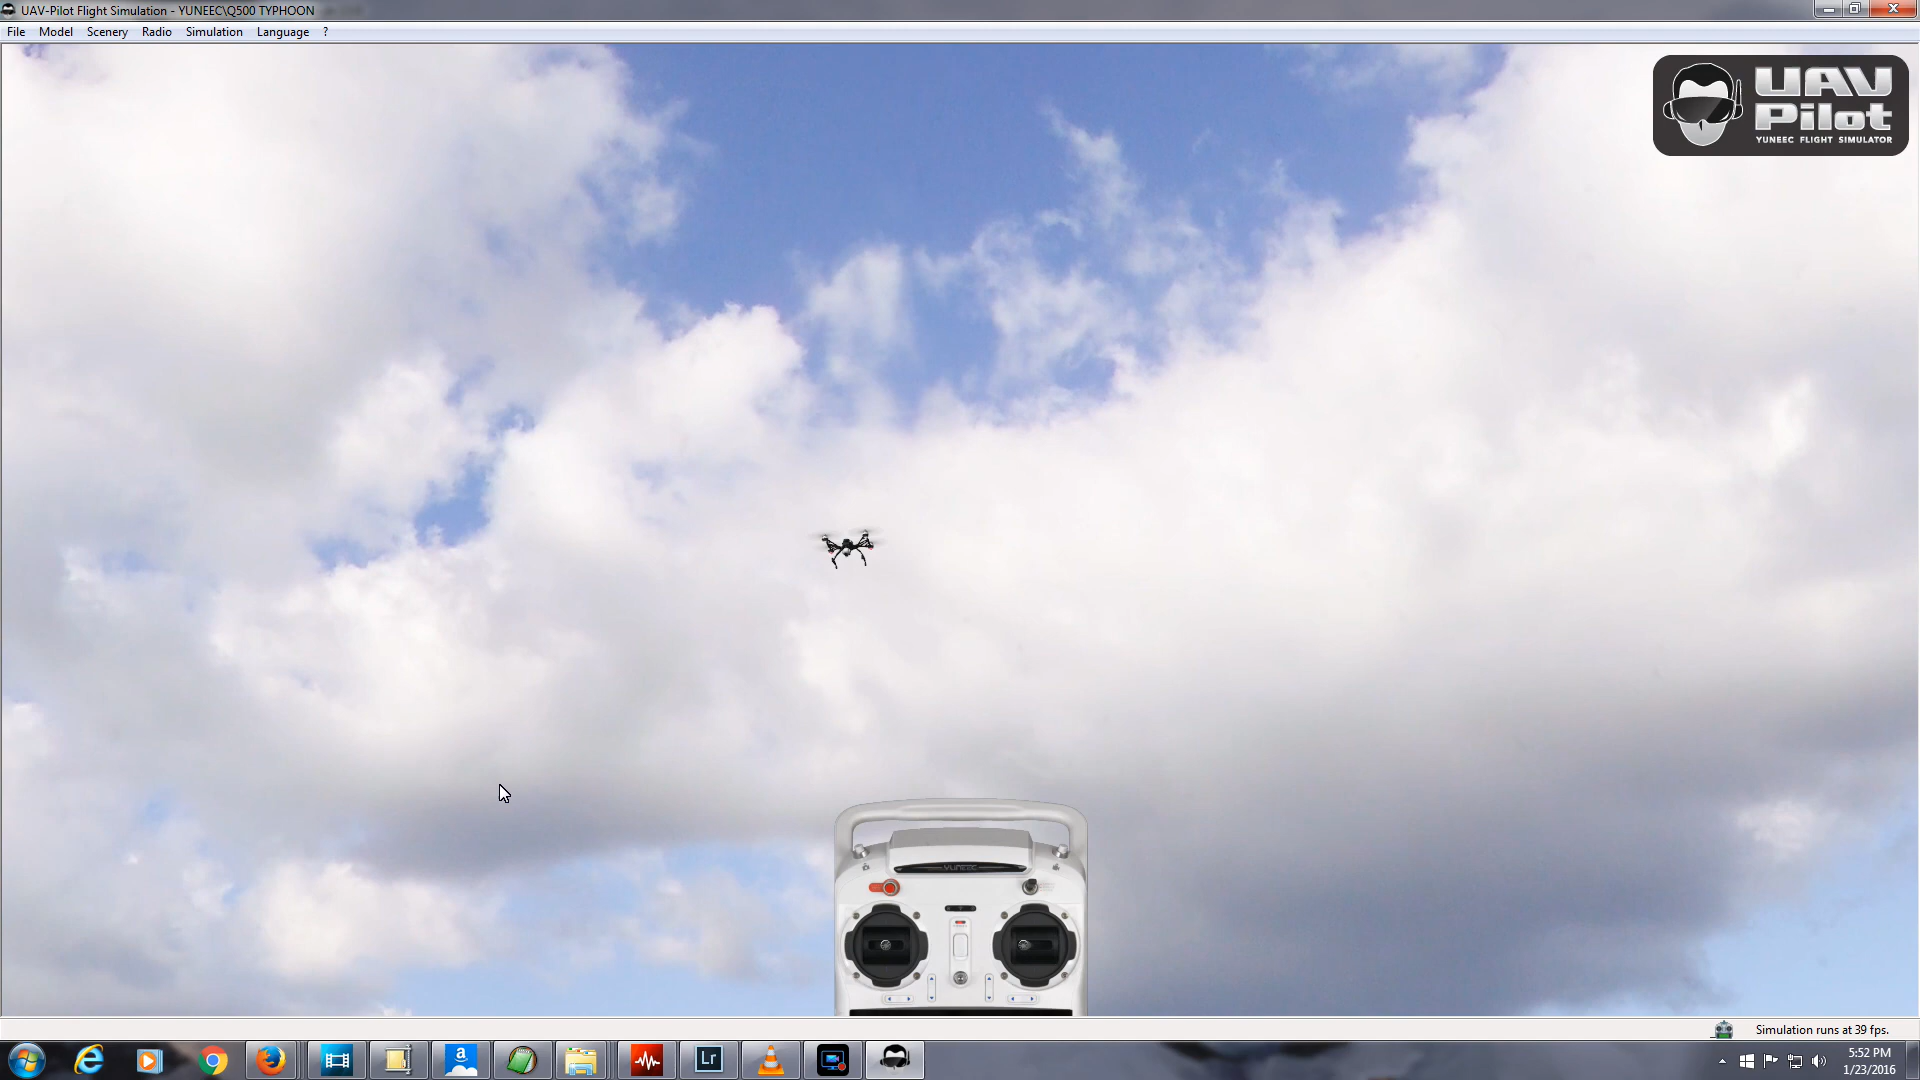 UAV-Pilot Flight Simulation - YUNEEC\Q500 TYPHOON
File Model Scenery Radio Simulation Language ?
UAV
Pilot
YUNEEC FLIGHT SIMULATOR
YUNEEC
Simulation runs at 39 fps.
a
Lr
5:52 PM
1/23/2016